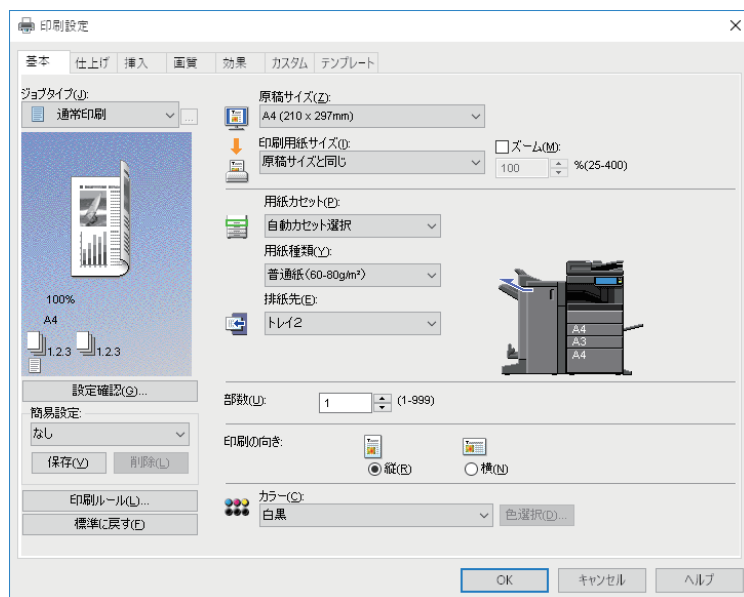 印刷設定
基本 仕上げ 挿入 画質 効果 カスタム テンプレート
ジョブタイプ(J):
通常印刷
...
100%
A4
1.2.3 1.2.3
設定確認(G)...
簡易設定:
なし
保存(V) 削除(L)
印刷ルール(L)...
標準に戻す(F)
原稿サイズ(Z):
A4 (210 x 297mm)
印刷用紙サイズ(I):
原稿サイズと同じ
ズーム(M):
100 %(25-400)
用紙カセット(P):
自動カセット選択
用紙種類(Y):
普通紙(60-80g/m²)
排紙先(E):
トレイ2
A4
A3
A4
部数(U): 1 (1-999)
印刷の向き:
縦(R) 横(N)
カラー(C):
白黒 色選択(D)...
OK キャンセル ヘルプ